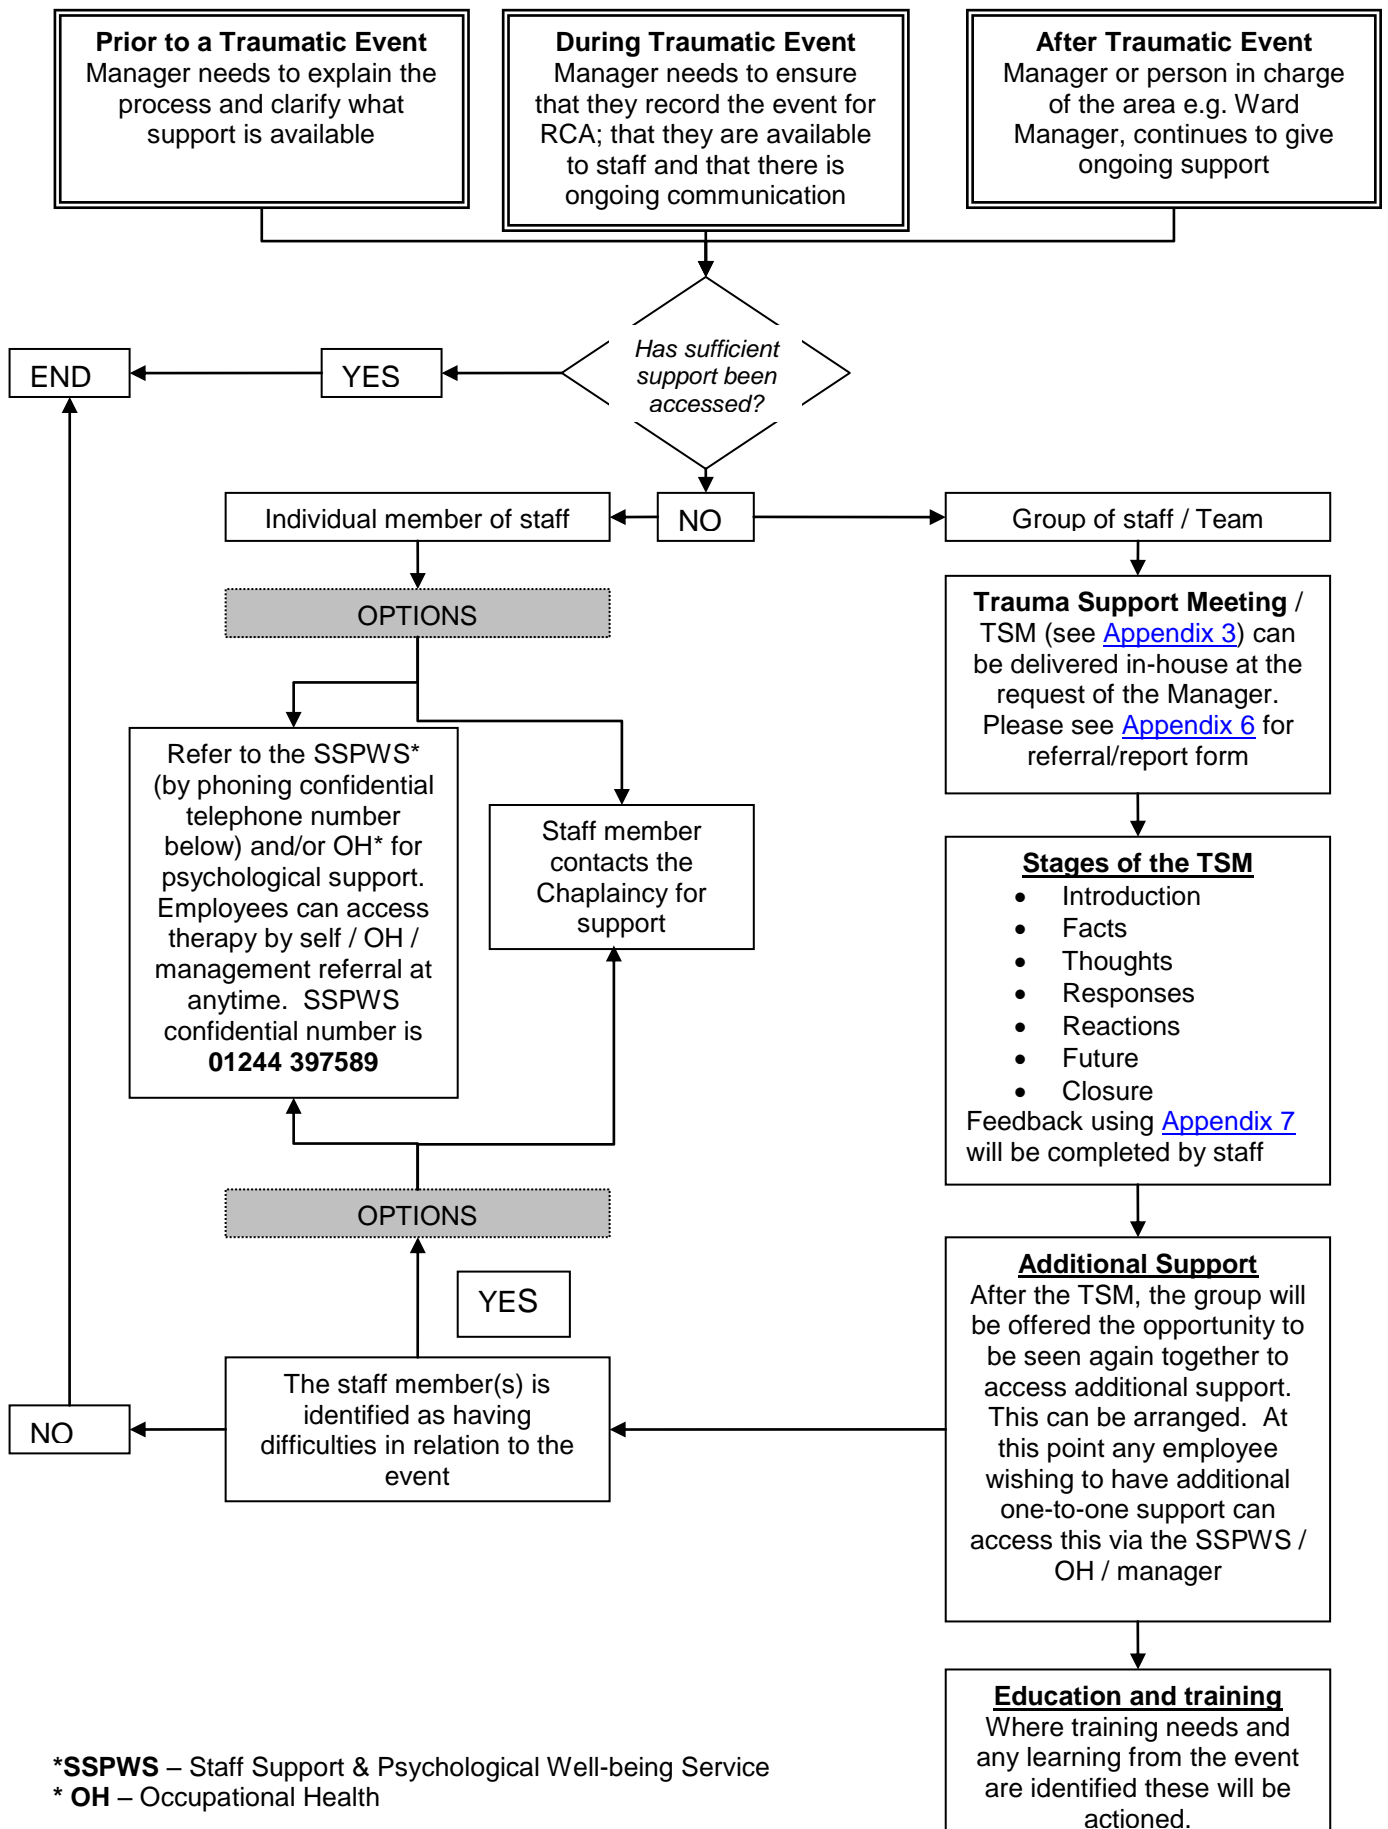 Prior to a Traumatic Event
Manager needs to explain the
process and clarify what
support is available
During Traumatic Event
Manager needs to ensure
that they record the event for
RCA; that they are available
to staff and that there is
ongoing communication
After Traumatic Event
Manager or person in charge
of the area e.g. Ward
Manager, continues to give
ongoing support
Has sufficient
support been
accessed?
YES
END
NO
Individual member of staff
Group of staff / Team
OPTIONS
Refer to the SSPWS*
(by phoning confidential
telephone number
below) and/or OH* for
psychological support.
Employees can access
therapy by self / OH /
management referral at
anytime.  SSPWS
confidential number is
01244 397589
Staff member
contacts the
Chaplaincy for
support
Trauma Support Meeting /
TSM (see Appendix 3) can
be delivered in-house at the
request of the Manager.
Please see Appendix 6 for
referral/report form
Stages of the TSM
• Introduction
• Facts
• Thoughts
• Responses
• Reactions
• Future
• Closure
Feedback using Appendix 7
will be completed by staff
OPTIONS
YES
The staff member(s) is
identified as having
difficulties in relation to the
event
NO
Additional Support
After the TSM, the group will
be offered the opportunity to
be seen again together to
access additional support.
This can be arranged.  At
this point any employee
wishing to have additional
one-to-one support can
access this via the SSPWS /
OH / manager
Education and training
Where training needs and
any learning from the event
are identified these will be
actioned.
*SSPWS – Staff Support & Psychological Well-being Service
* OH – Occupational Health